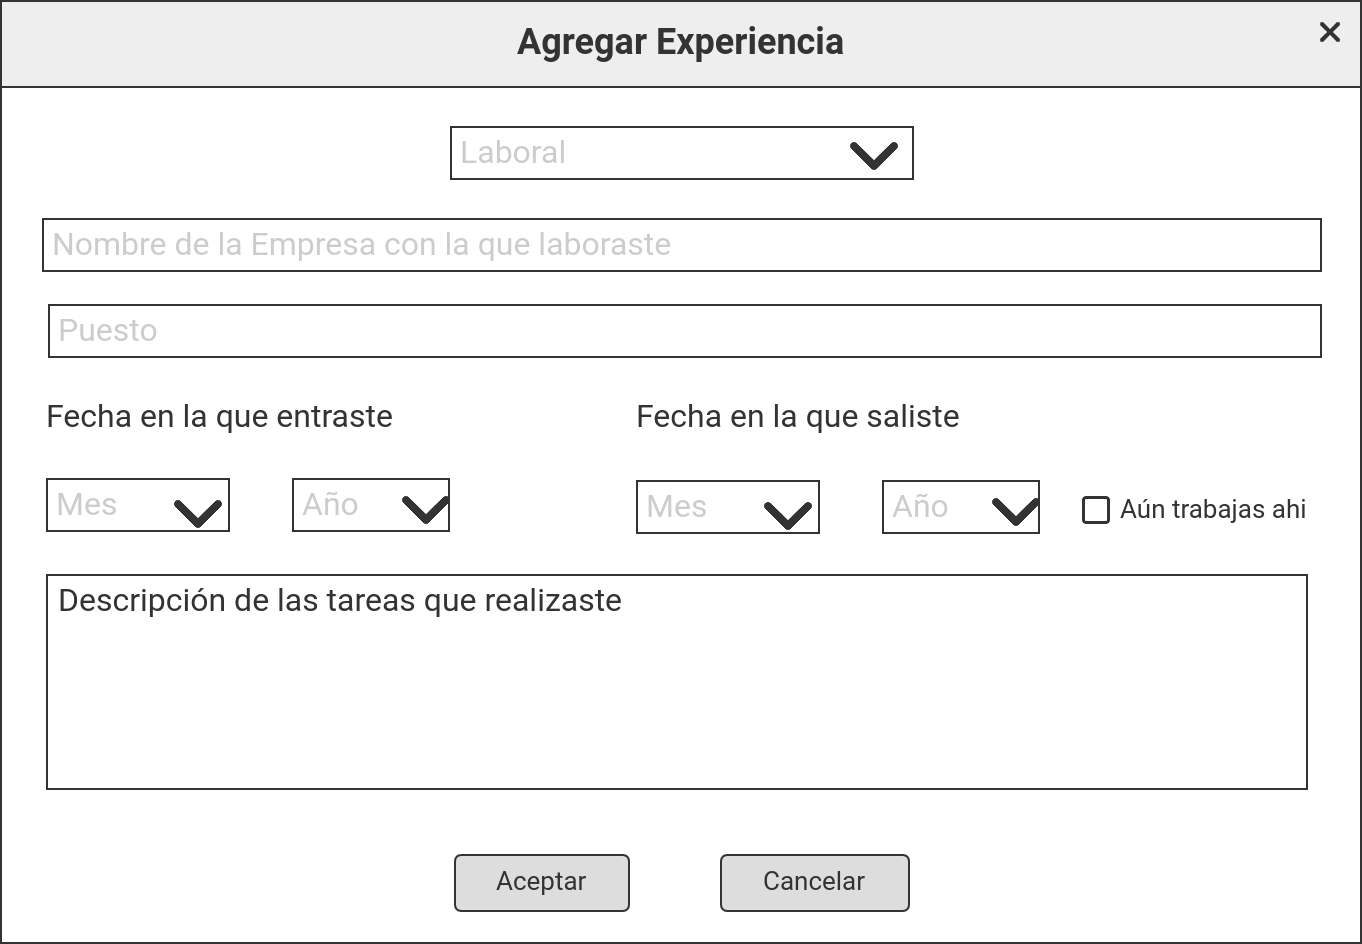 Agregar Experiencia
Laboral
Nombre de la Empresa con la que laboraste
Puesto
Fecha en la que entraste Fecha en la que saliste
Mes Año Mes Año Aún trabajas ahi
Descripción de las tareas que realizaste
Aceptar Cancelar